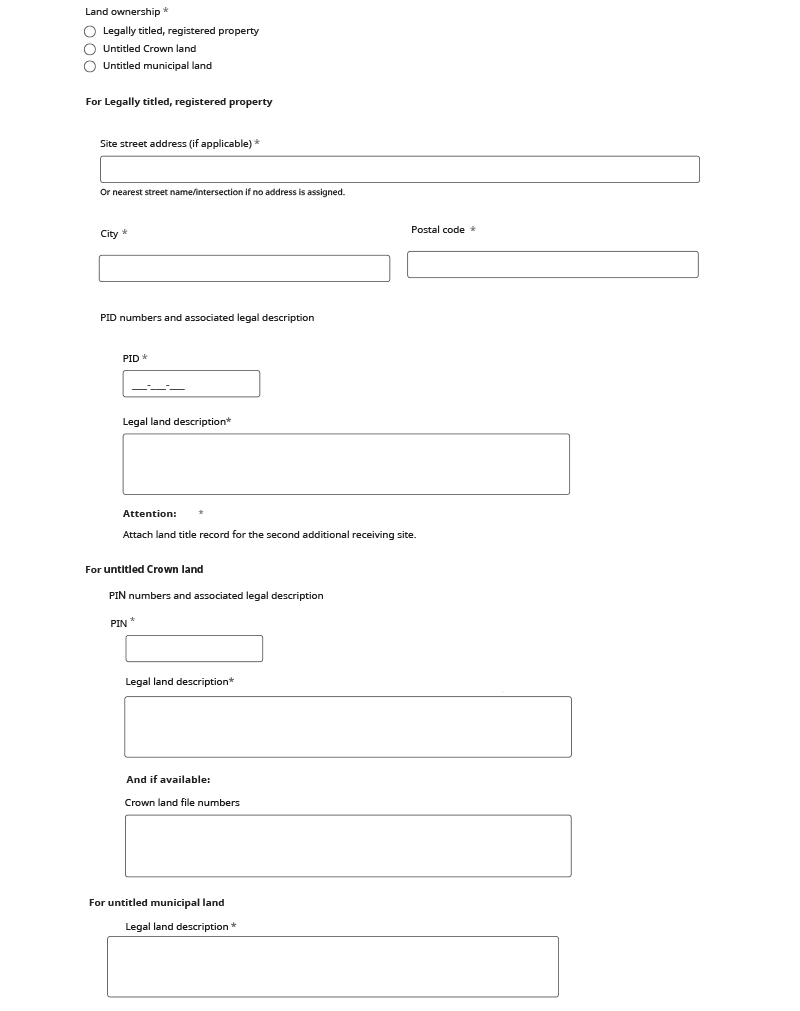 Land ownership *
Legally titled, registered property
Untitled Crown land
Untitled municipal land
For Legally titled, registered property
Site street address (if applicable) *
Or nearest street name/intersection if no address is assigned.
City * Postal code *
PID numbers and associated legal description
PID *
___-___-___
Legal land description*
Attention: *
Attach land title record for the second additional receiving site.
For untitled Crown land
PIN numbers and associated legal description
PIN *
Legal land description*
And if available:
Crown land file numbers
For untitled municipal land
Legal land description *